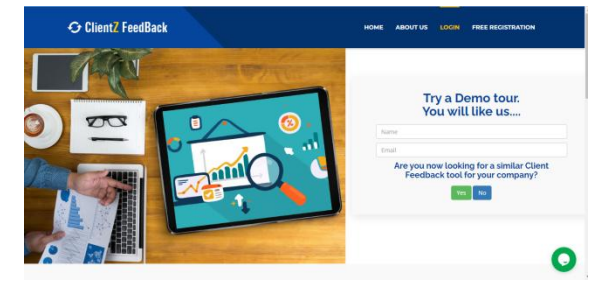 ClientZ FeedBack
HOME ABOUT US LOGIN FREE REGISTRATION
Try a Demo tour.
You will like us....
Name
Email
Are you now looking for a similar Client
Feedback tool for your company?
Yes No